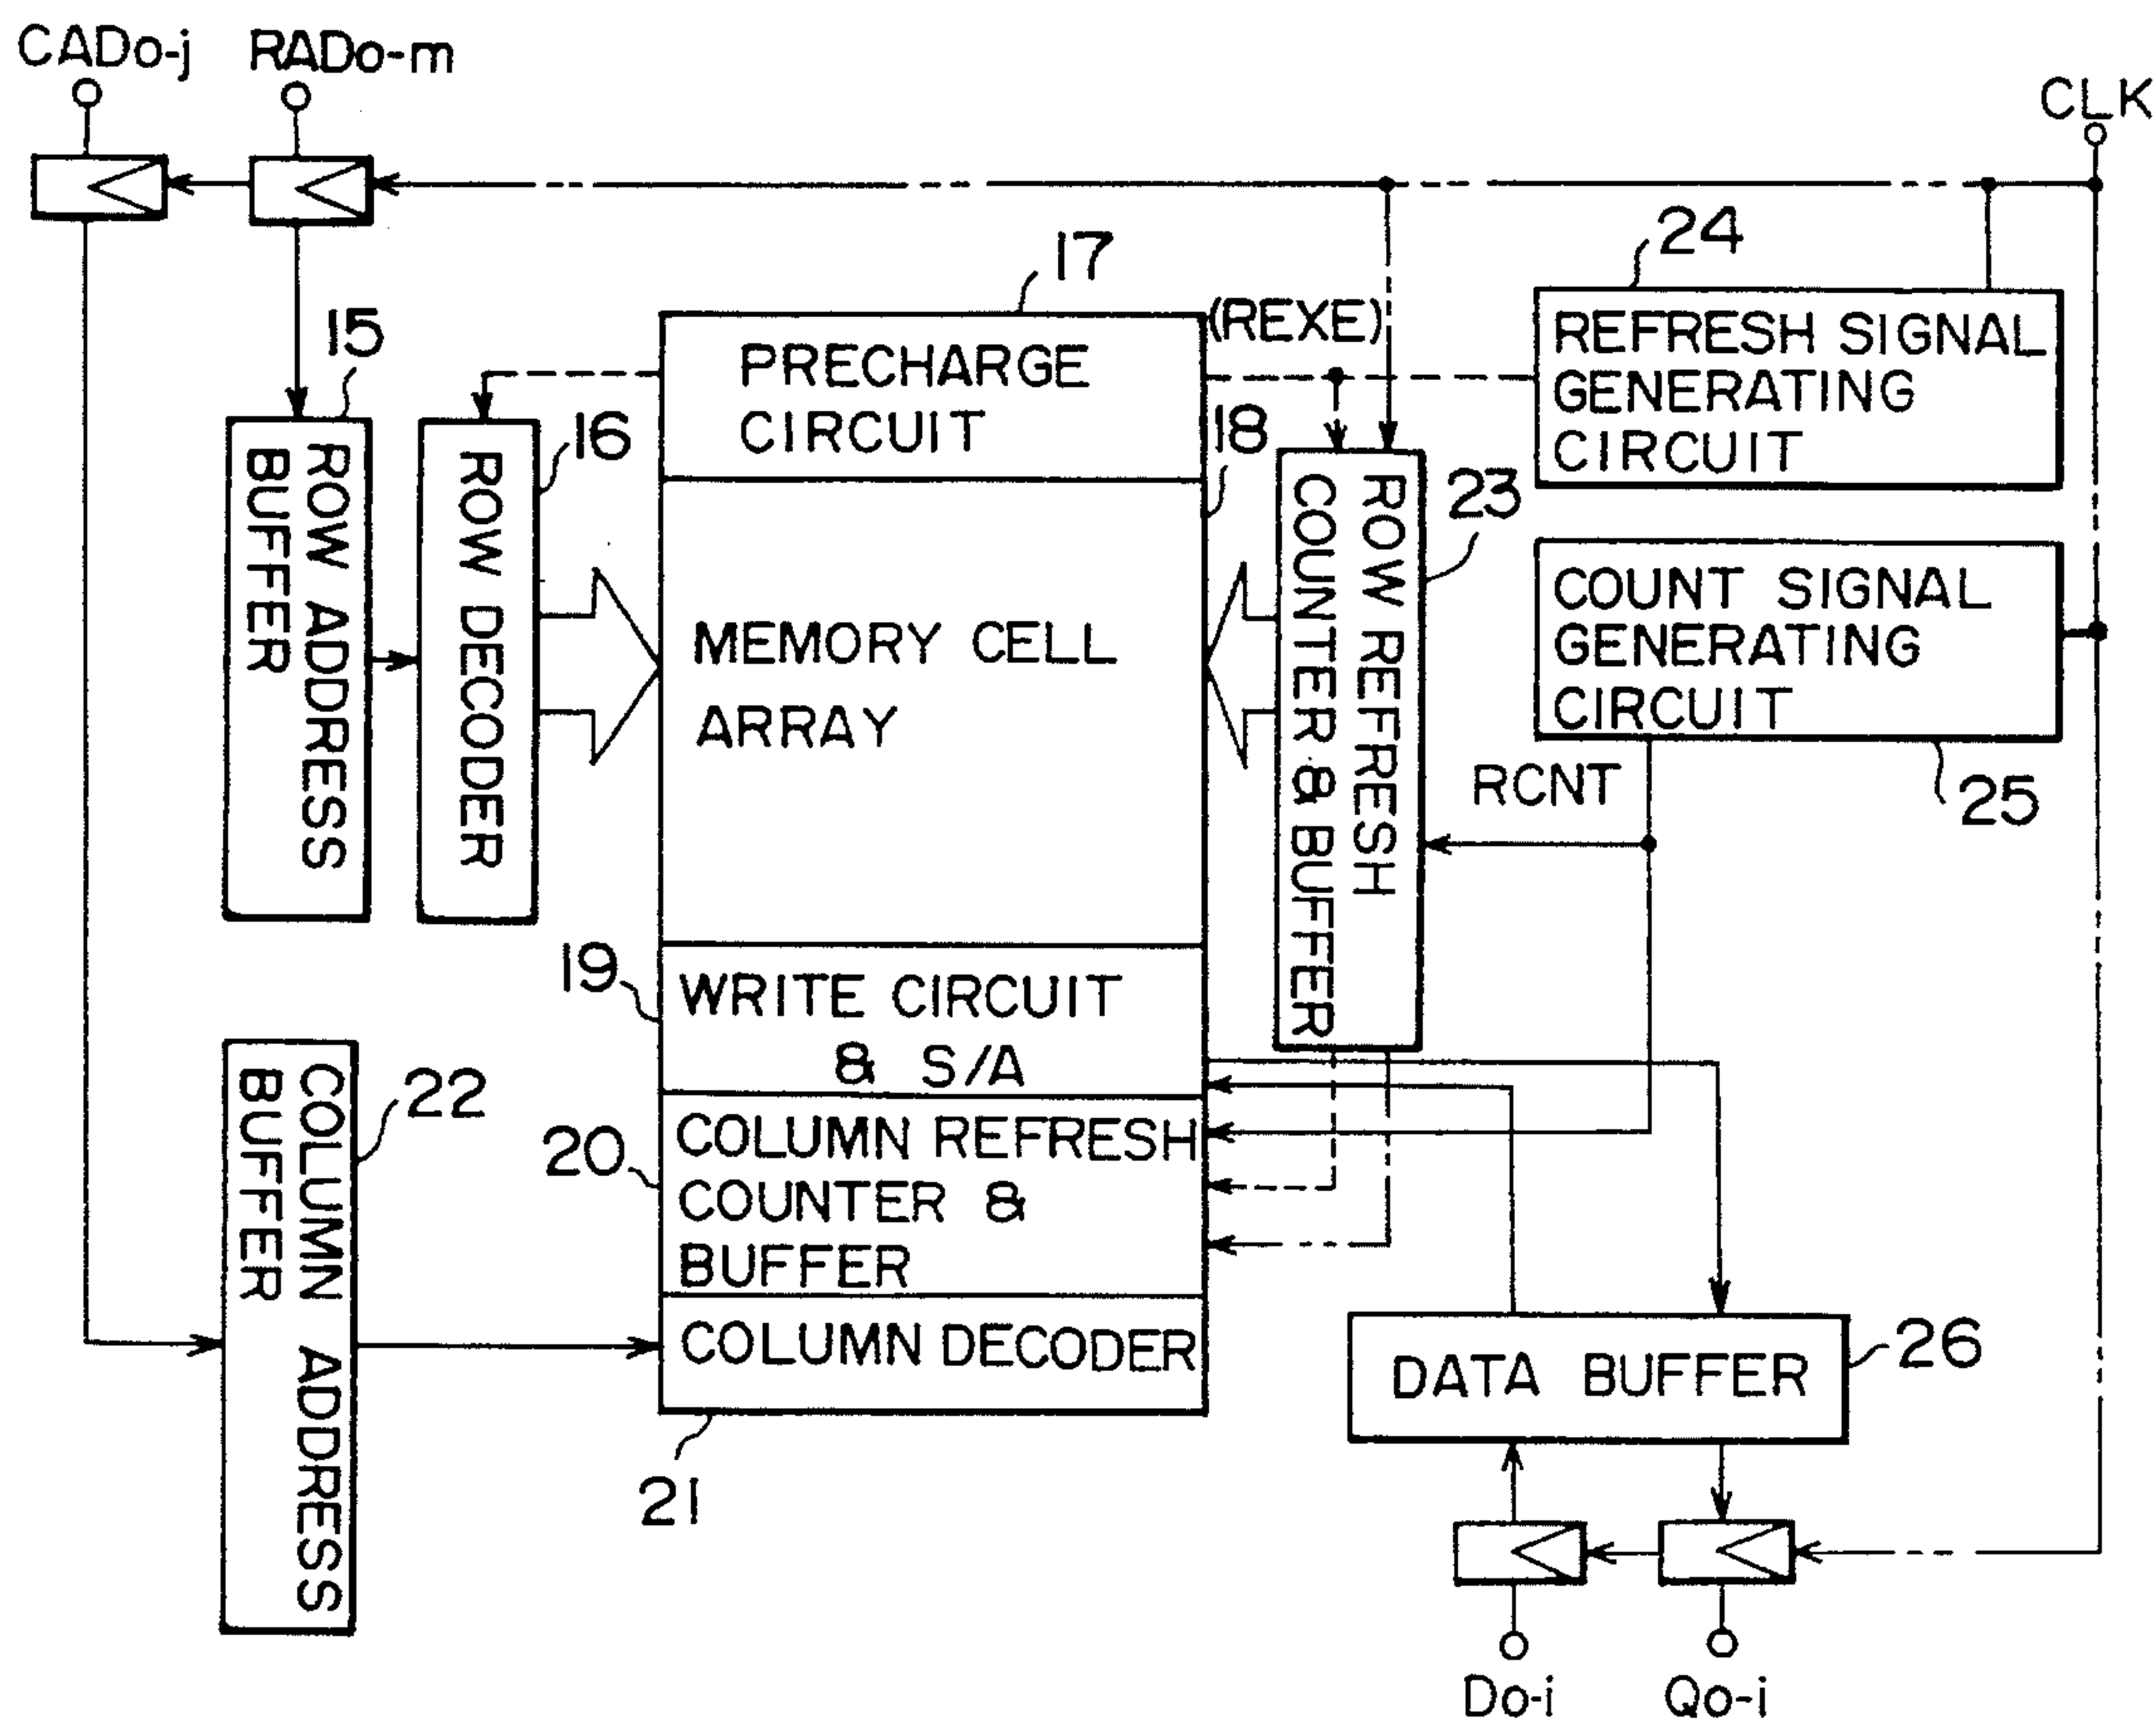 CADo-j
RADo-m
CLK
24
17
(REXE)
REFRESH SIGNAL
GENERATING
CIRCUIT
15
PRECHARGE
CIRCUIT
16
18
ROW ADDRESS
BUFFER
ROW DECODER
23
ROW REFRESH
COUNTER & BUFFER
COUNT SIGNAL
GENERATING
CIRCUIT
MEMORY CELL
ARRAY
RCNT
25
19
WRITE CIRCUIT
& S/A
22
COLUMN ADDRESS
BUFFER
20
COLUMN REFRESH
COUNTER &
BUFFER
COLUMN DECODER
26
DATA BUFFER
21
Do-i
Qo-i